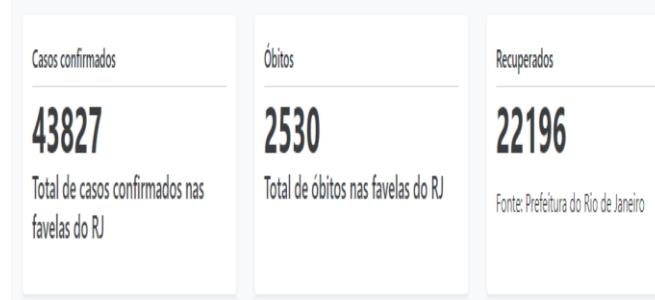 Casos confirmados
43827
Total de casos confirmados nas
favelas do RJ
Óbitos
2530
Total de óbitos nas favelas do RJ
Recuperados
22196
Fonte: Prefeitura do Rio de Janeiro